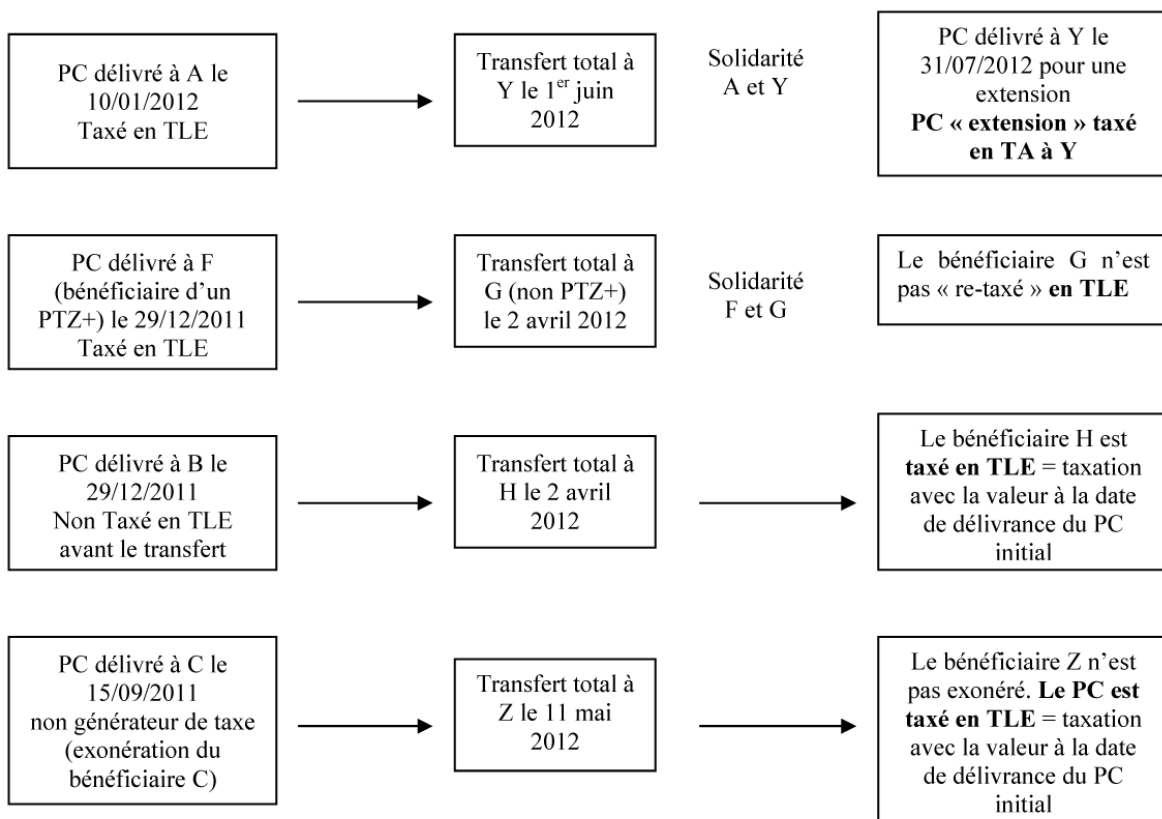 PC délivré à A le
10/01/2012
Taxé en TLE
Transfert total à
Y le 1er juin
2012
Solidarité
A et Y
PC délivré à Y le
31/07/2012 pour une
extension
PC « extension » taxé
en TA à Y
PC délivré à F
(bénéficiaire d'un
PTZ+) le 29/12/2011
Taxé en TLE
Transfert total à
G (non PTZ+)
le 2 avril 2012
Solidarité
F et G
Le bénéficiaire G n'est
pas « re-taxé » en TLE
PC délivré à B le
29/12/2011
Non Taxé en TLE
avant le transfert
Transfert total à
H le 2 avril
2012
Le bénéficiaire H est
taxé en TLE = taxation
avec la valeur à la date
de délivrance du PC
initial
PC délivré à C le
15/09/2011
non générateur de taxe
(exonération du
bénéficiaire C)
Transfert total à
Z le 11 mai
2012
Le bénéficiaire Z n'est
pas exonéré. Le PC est
taxé en TLE = taxation
avec la valeur à la date
de délivrance du PC
initial